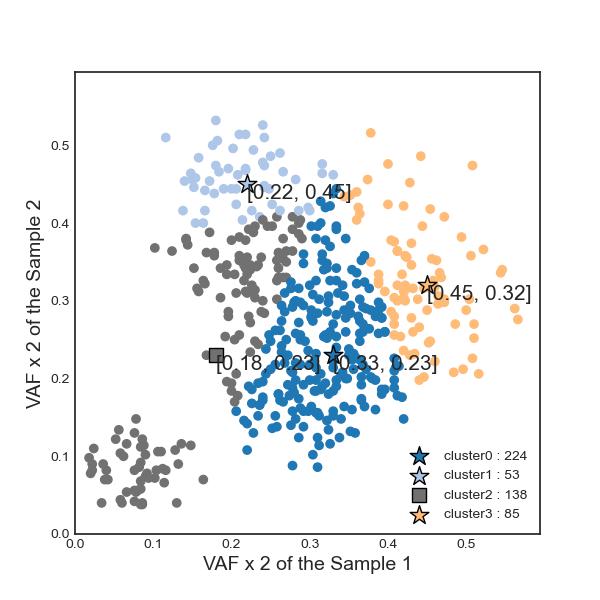 VAF x 2 of the Sample 2
0.5
0.4
0.3
0.2
0.1
0.0
[0.22, 0.45]
[0.45, 0.32]
[0.18, 0.23]
[0.33, 0.23]
cluster0 : 224
cluster1 : 53
cluster2 : 138
cluster3 : 85
0.0 0.1 0.2 0.3 0.4 0.5
VAF x 2 of the Sample 1